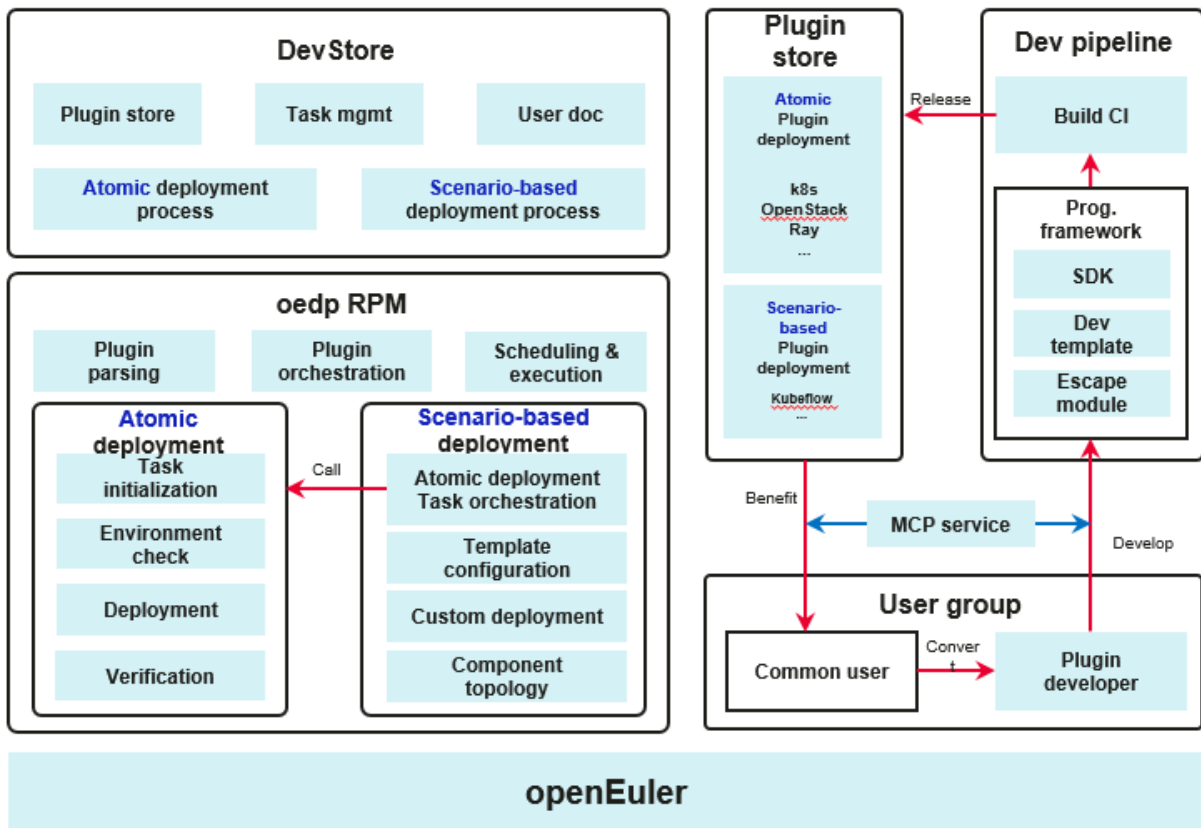 DevStore
Plugin store
Task mgmt
User doc
Atomic deployment
process
Scenario-based
deployment process
oedp RPM
Plugin
parsing
Plugin
orchestration
Scheduling &
execution
Atomic
deployment
Task
initialization
Environment
check
Deployment
Verification
Call
Scenario-based
deployment
Atomic deployment
Task orchestration
Template
configuration
Custom deployment
Component
topology
Plugin
store
Atomic
Plugin
deployment
k8s
OpenStack
Ray
...
Scenario-
based
Plugin
deployment
Kubeflow
...
Release
Dev pipeline
Build CI
Prog.
framework
SDK
Dev
template
Escape
module
Benefit
MCP service
Develop
User group
Common user
Conver
t
Plugin
developer
openEuler